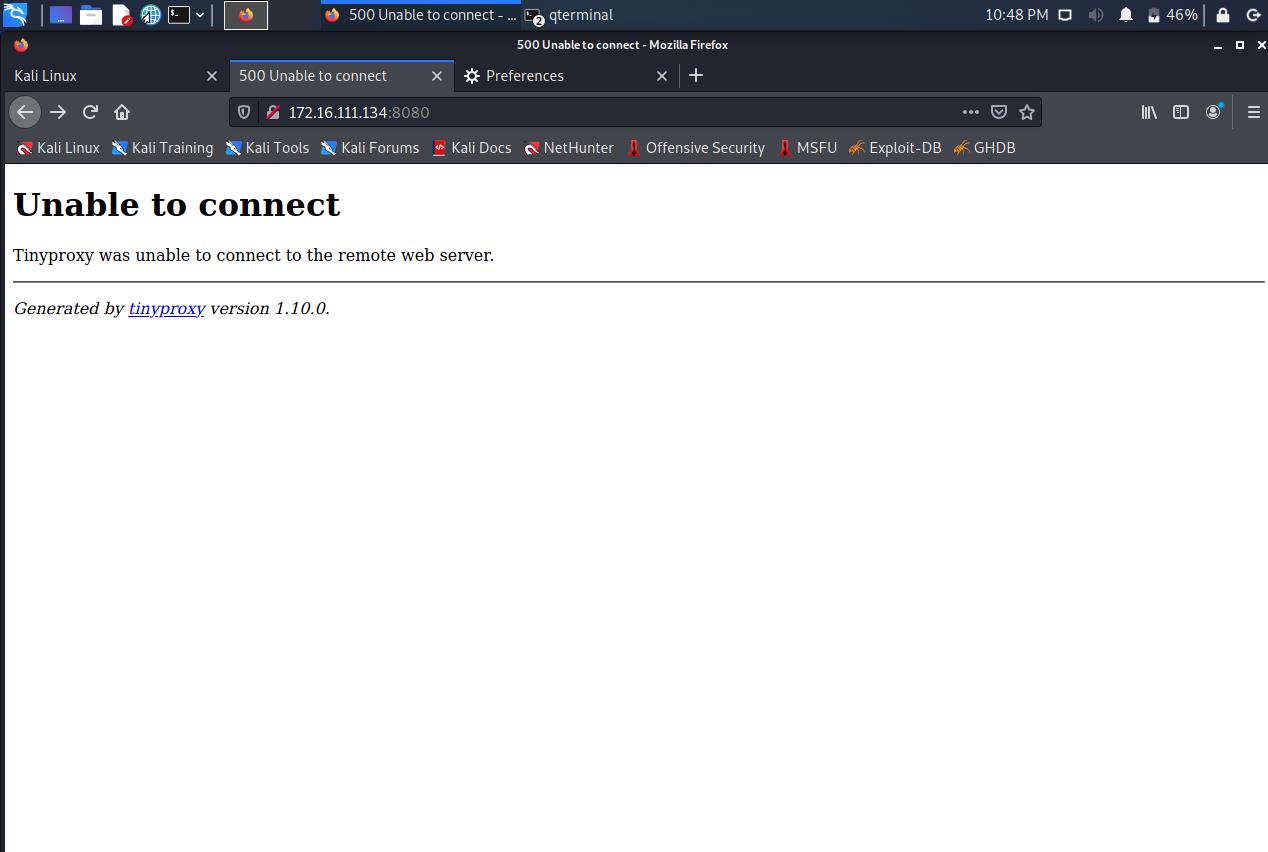 500 Unable to connect - ... qterminal 10:48 PM 46%
500 Unable to connect - Mozilla Firefox
Kali Linux 500 Unable to connect Preferences
172.16.111.134:8080
Kali Linux Kali Training Kali Tools Kali Forums Kali Docs NetHunter Offensive Security MSFU Exploit-DB GHDB
Unable to connect
Tinyproxy was unable to connect to the remote web server.
Generated by tinyproxy version 1.10.0.